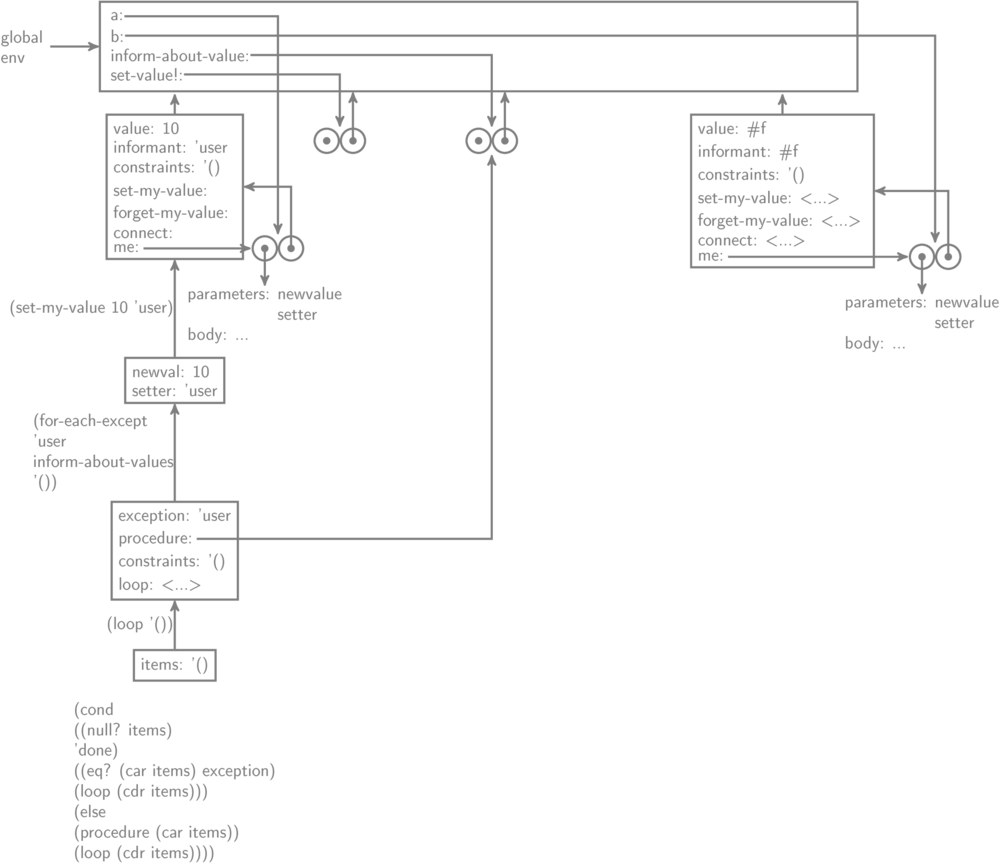 global
env
a:
b:
inform-about-value:
set-value!:
value: 10
informant: 'user
constraints: '()
set-my-value:
forget-my-value:
connect:
me:
parameters: newvalue
setter
body: ...
value: #f
informant: #f
constraints: '()
set-my-value: <...>
forget-my-value: <...>
connect: <...>
me:
parameters: newvalue
setter
body: ...
(set-my-value 10 'user)
newval: 10
setter: 'user
(for-each-except
'user
inform-about-values
'())
exception: 'user
procedure:
constraints: '()
loop: <...>
(loop '())
items: '()
(cond
((null? items)
'done)
((eq? (car items) exception)
(loop (cdr items)))
(else
(procedure (car items))
(loop (cdr items))))